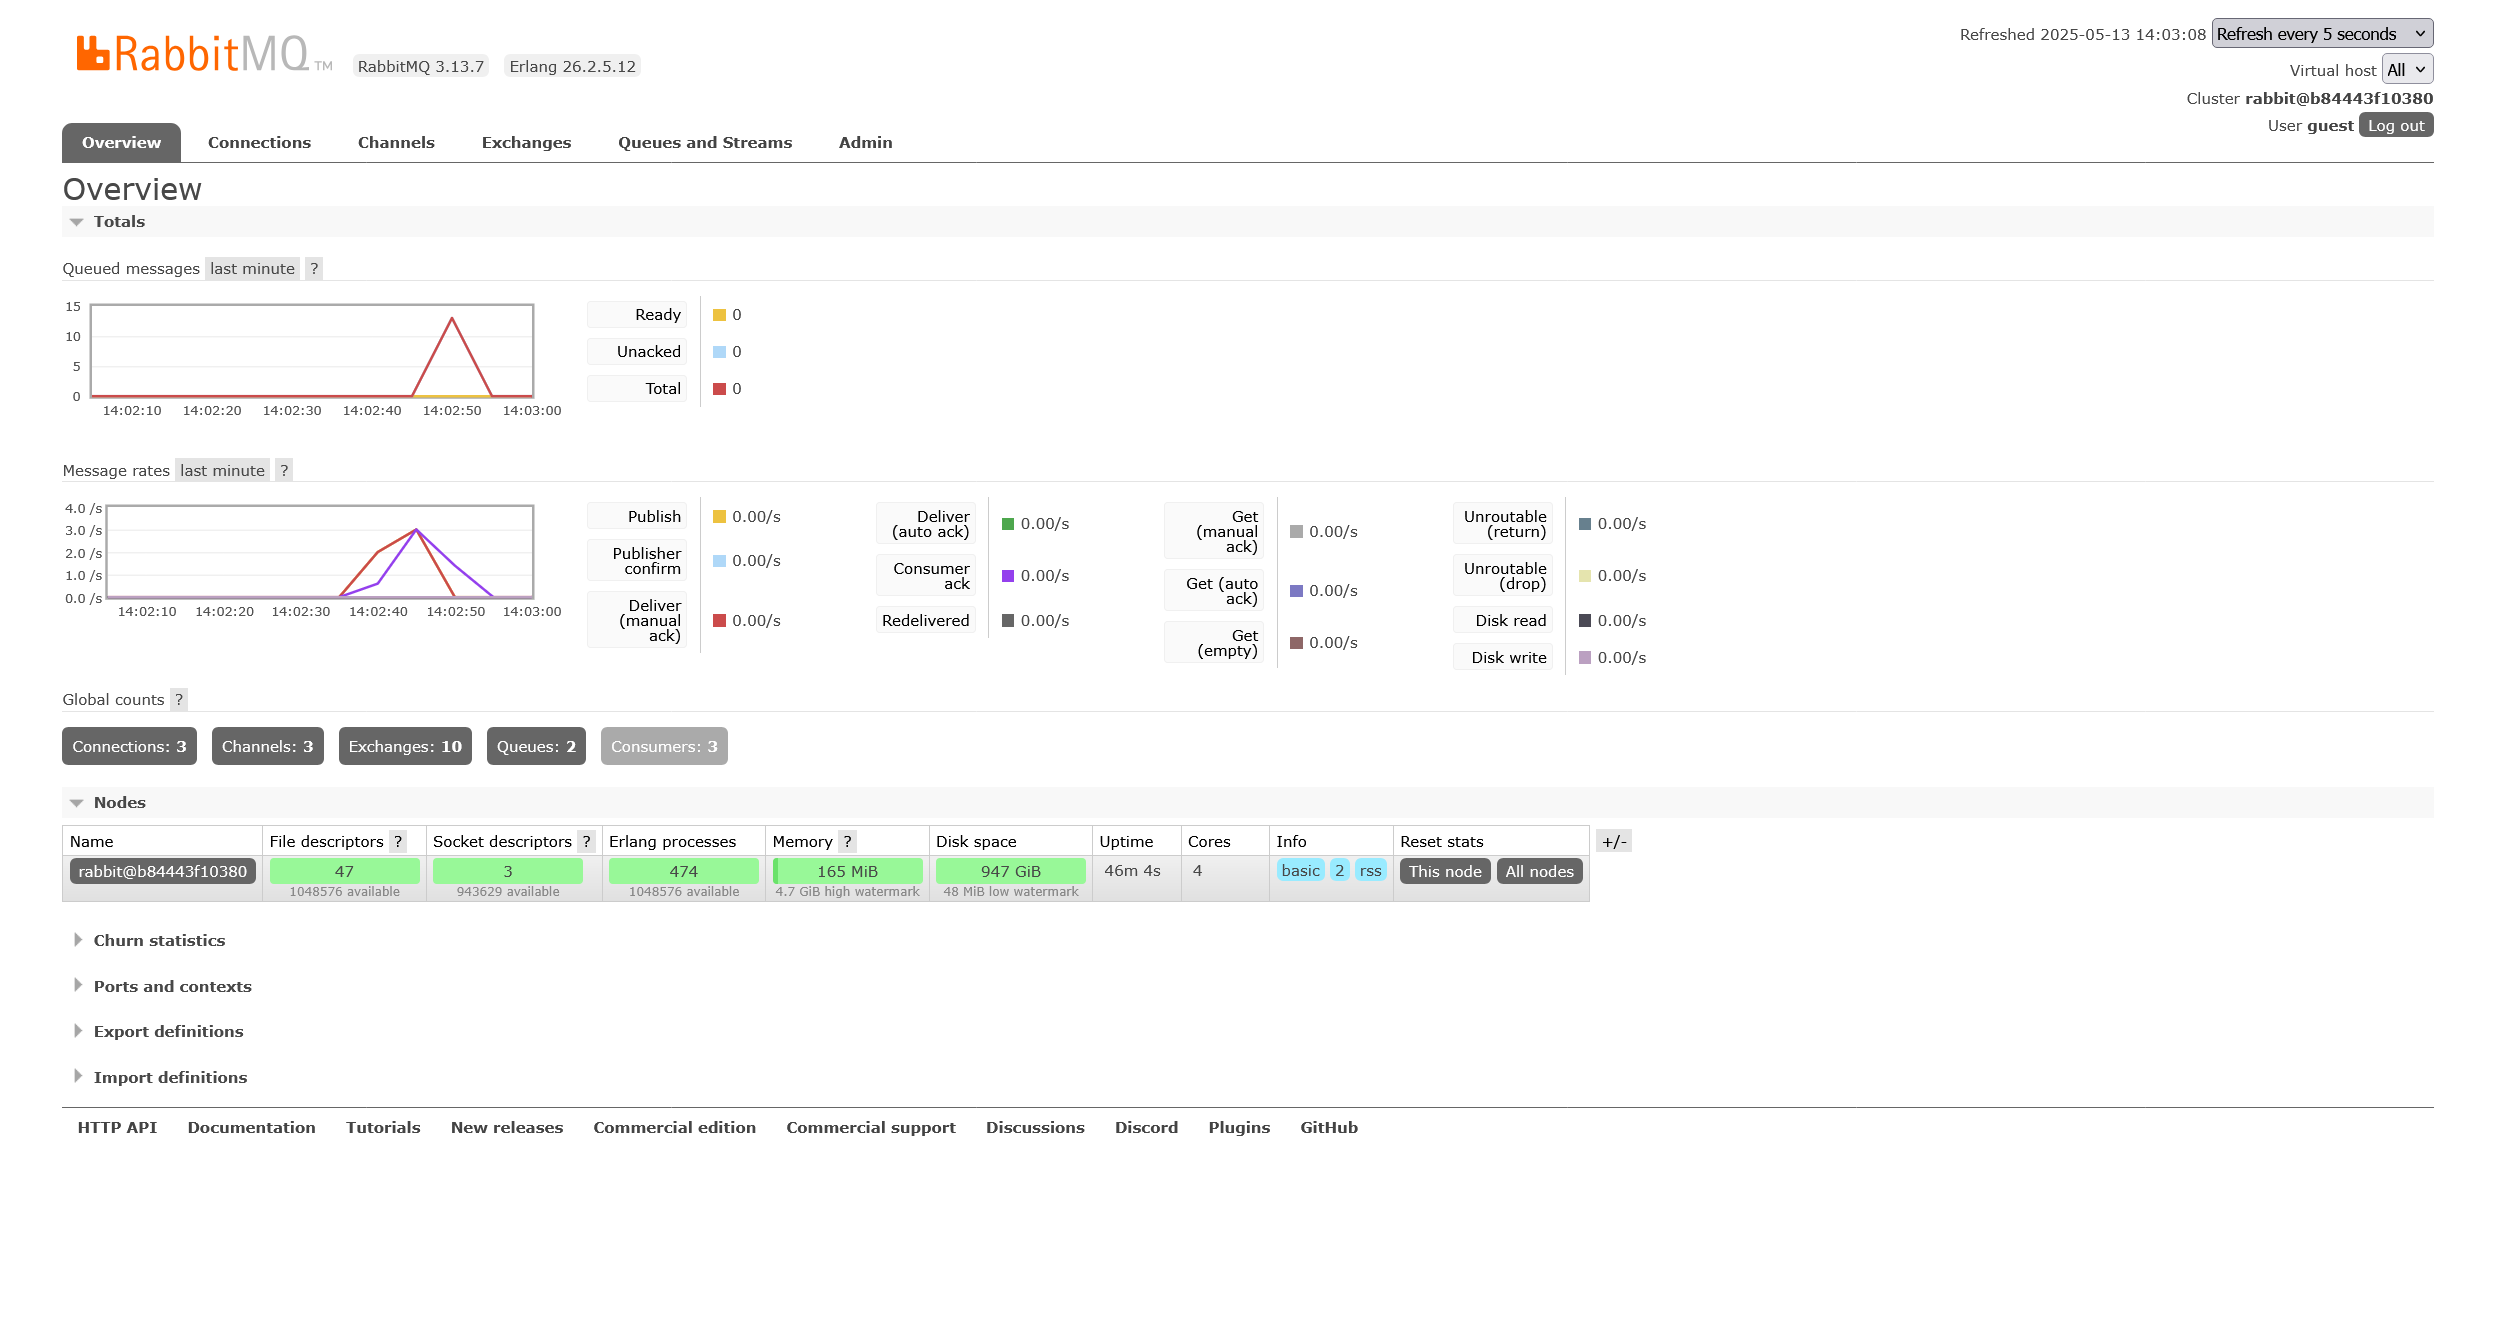 RabbitMQ TM RabbitMQ 3.13.7 Erlang 26.2.5.12
Refreshed 2025-05-13 14:03:08 Refresh every 5 seconds
Virtual host All
Cluster rabbit@b84443f10380
User guest Log out
Overview Connections Channels Exchanges Queues and Streams Admin
Overview
Totals
Queued messages last minute ?
15
10
5
0
14:02:10 14:02:20 14:02:30 14:02:40 14:02:50 14:03:00
Ready 0
Unacked 0
Total 0
Message rates last minute ?
4.0 /s
3.0 /s
2.0 /s
1.0 /s
0.0 /s
14:02:10 14:02:20 14:02:30 14:02:40 14:02:50 14:03:00
Publish 0.00/s
Publisher
confirm 0.00/s
Deliver
(manual
ack) 0.00/s
Deliver
(auto ack) 0.00/s
Consumer
ack 0.00/s
Redelivered 0.00/s
Get
(manual
ack) 0.00/s
Get (auto
ack) 0.00/s
Get
(empty) 0.00/s
Unroutable
(return) 0.00/s
Unroutable
(drop) 0.00/s
Disk read 0.00/s
Disk write 0.00/s
Global counts ?
Connections: 3 Channels: 3 Exchanges: 10 Queues: 2 Consumers: 3
Nodes
Name File descriptors ? Socket descriptors ? Erlang processes Memory ? Disk space Uptime Cores Info Reset stats +/-
rabbit@b84443f10380 47 3 474 165 MiB 947 GiB 46m 4s 4 basic 2 rss This node All nodes
1048576 available 943629 available 1048576 available 4.7 GiB high watermark 48 MiB low watermark
Churn statistics
Ports and contexts
Export definitions
Import definitions
HTTP API Documentation Tutorials New releases Commercial edition Commercial support Discussions Discord Plugins GitHub